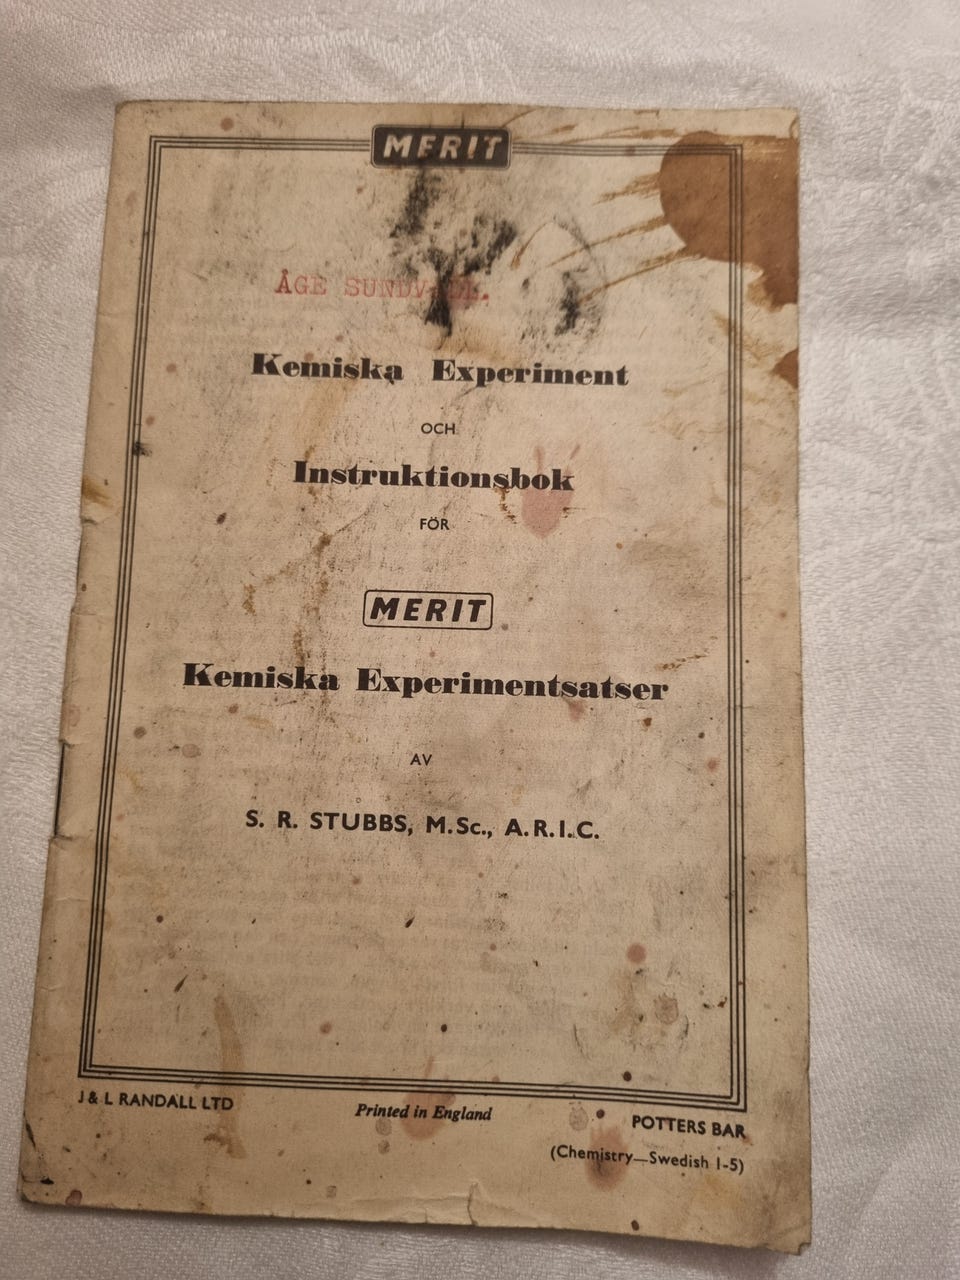 MERIT
ÅGE
Kemiska Experiment
OCH
Instruktionsbok
FÖR
MERIT
Kemiska Experimentsatser
AV
S. R. STUBBS, M.Sc., A.R.I.C.
J & L RANDALL LTD
Printed in England
POTTERS BAR
(Chemistry—Swedish 1-5)